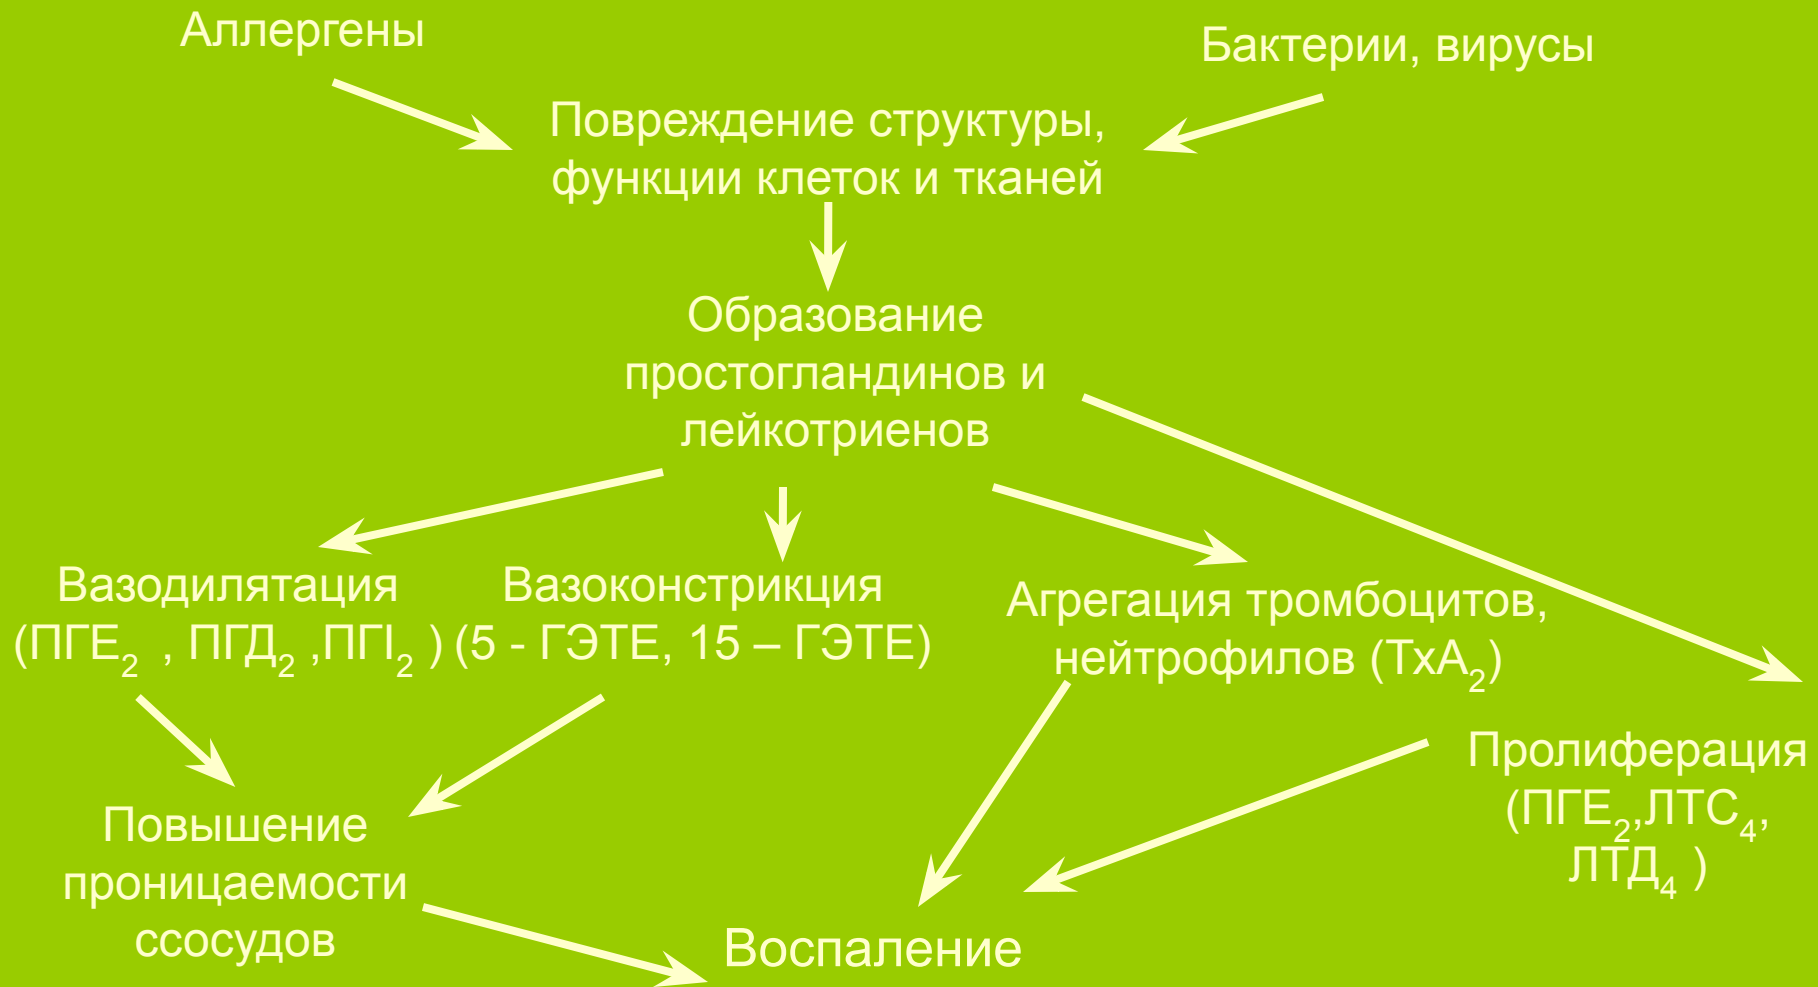 Аллергены
Бактерии, вирусы
Повреждение структуры,
функции клеток и тканей
Образование
простогландинов и
лейкотриенов
Вазодилятация
(ПГЕ₂ , ПГД₂ ,ПГI₂ )
Вазоконстрикция
(5 - ГЭТЕ, 15 – ГЭТЕ)
Агрегация тромбоцитов,
нейтрофилов (ТхА₂)
Пролиферация
(ПГЕ₂,ЛТС₄,
ЛТД₄ )
Повышение
проницаемости
ссосудов
Воспаление